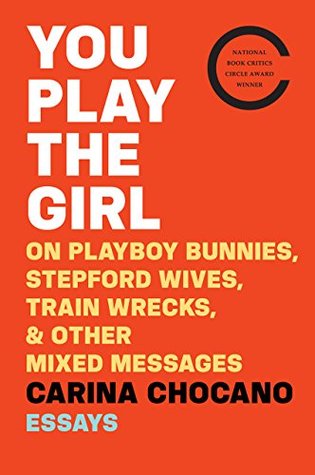 YOU
PLAY
THE
GIRL
NATIONAL
BOOK CRITICS
CIRCLE AWARD
WINNER
ON PLAYBOY BUNNIES,
STEPFORD WIVES,
TRAIN WRECKS,
& OTHER
MIXED MESSAGES
CARINA CHOCANO
ESSAYS